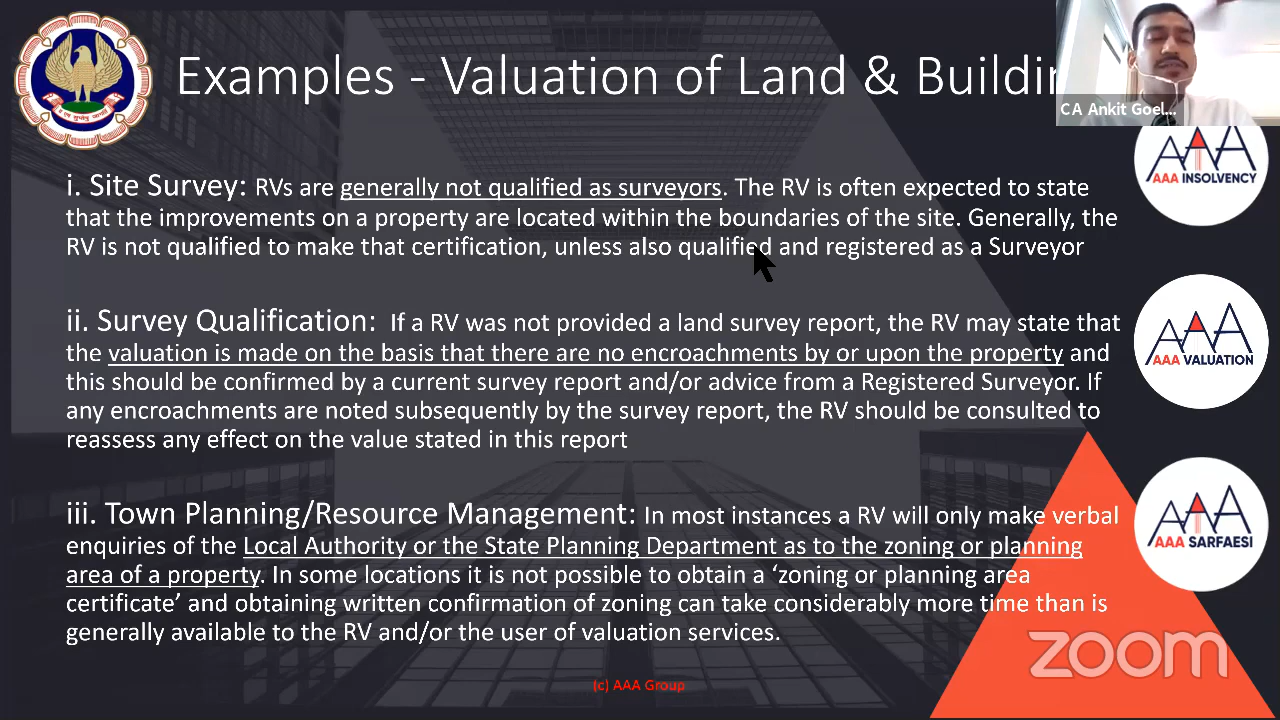 Examples - Valuation of Land & Buildin
CA Ankit Goel...
i. Site Survey: RVs are generally not qualified as surveyors. The RV is often expected to state
that the improvements on a property are located within the boundaries of the site. Generally, the
RV is not qualified to make that certification, unless also qualified and registered as a Surveyor
AAA INSOLVENCY
ii. Survey Qualification: If a RV was not provided a land survey report, the RV may state that
the valuation is made on the basis that there are no encroachments by or upon the property and
this should be confirmed by a current survey report and/or advice from a Registered Surveyor. If
any encroachments are noted subsequently by the survey report, the RV should be consulted to
reassess any effect on the value stated in this report
AAA VALUATION
iii. Town Planning/Resource Management: In most instances a RV will only make verbal
enquiries of the Local Authority or the State Planning Department as to the zoning or planning
area of a property. In some locations it is not possible to obtain a ‘zoning or planning area
certificate’ and obtaining written confirmation of zoning can take considerably more time than is
generally available to the RV and/or the user of valuation services.
AAA SARFAESI
zoom
(c) AAA Group